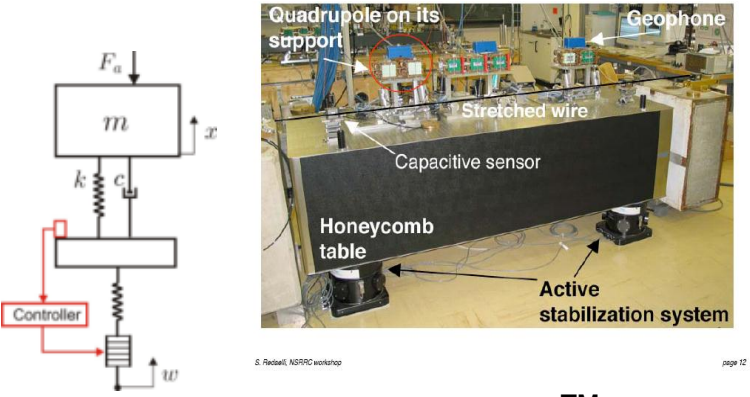 F_a
m
x
k
c
Controller
w
Quadrupole on its
support
Geophone
Stretched wire
Capacitive sensor
Honeycomb
table
Active
stabilization system
S. Redaelli, NSRRC workshop
page 12